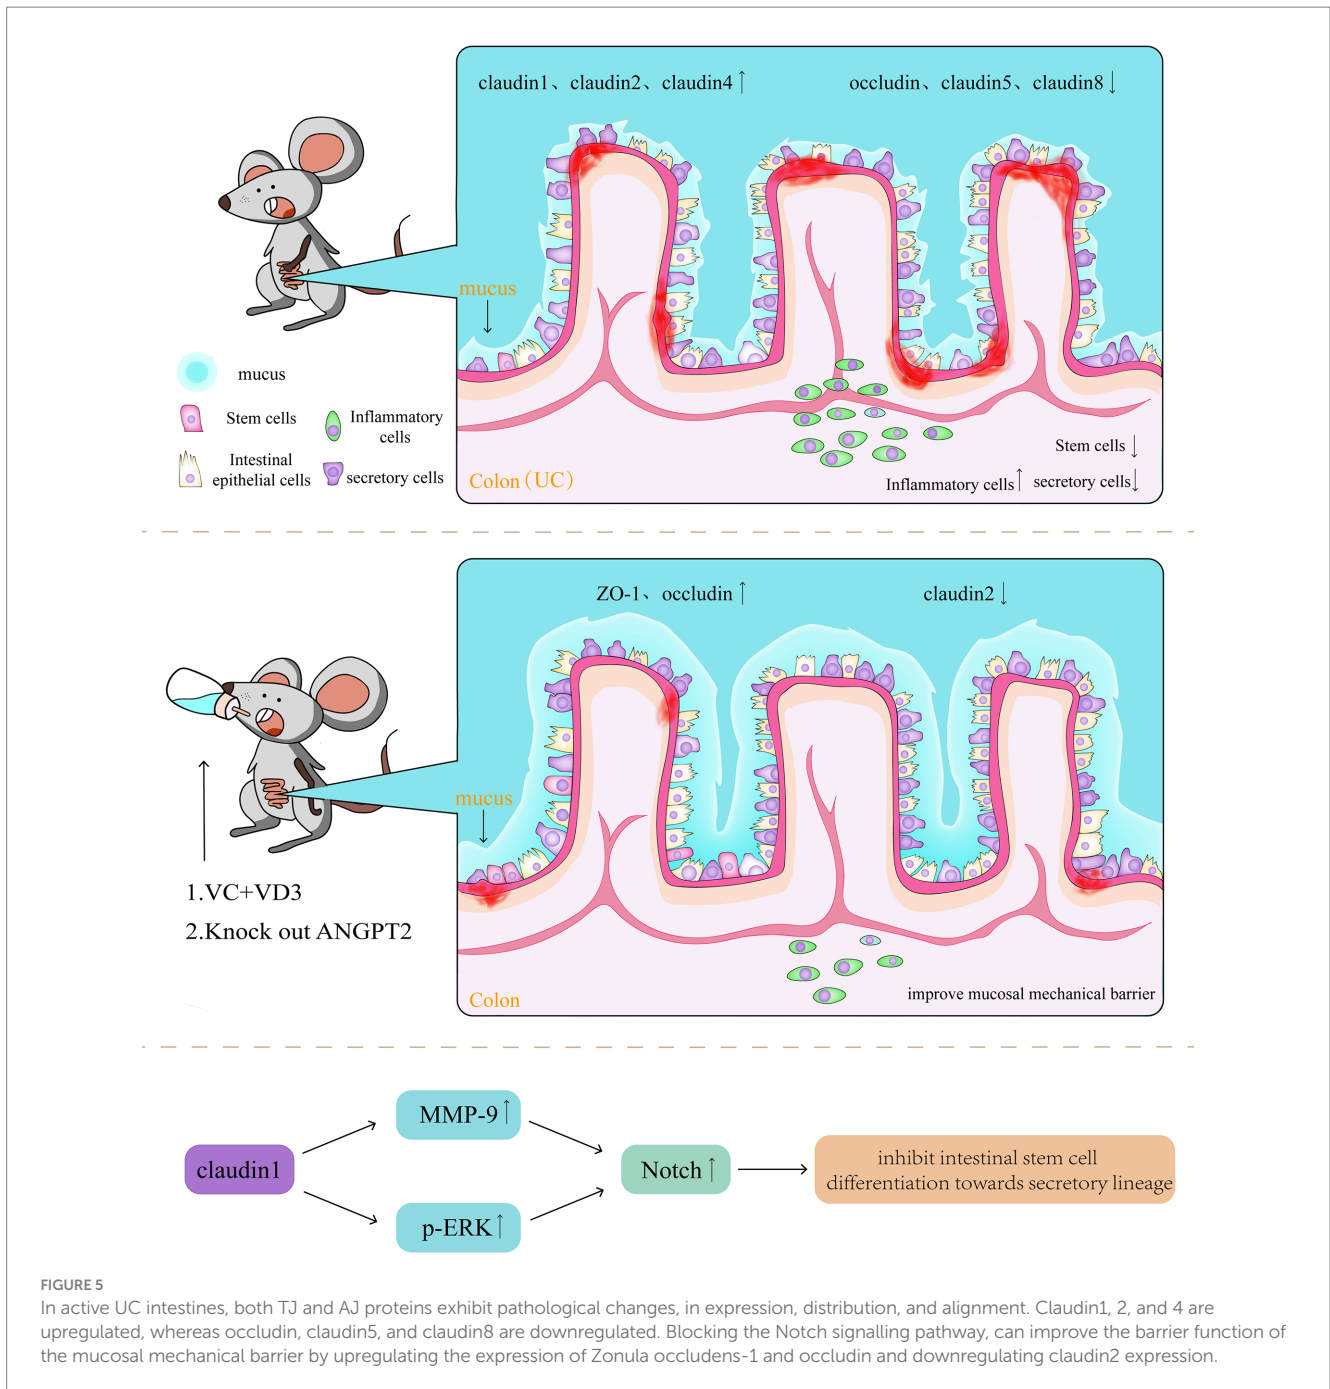 claudin1、claudin2、claudin4↑
occludin、claudin5、claudin8↓
mucus
mucus
Stem cells
Inflammatory
cells
Intestinal
epithelial cells
secretory cells
Colon（UC）
Stem cells↓
Inflammatory cells↑
secretory cells↓
ZO-1、occludin↑
claudin2↓
mucus
1.VC+VD3
2.Knock out ANGPT2
Colon
improve mucosal mechanical barrier
claudin1
MMP-9↑
p-ERK↑
Notch↑
inhibit intestinal stem cell
differentiation towards secretory lineage
FIGURE 5
In active UC intestines, both TJ and AJ proteins exhibit pathological changes, in expression, distribution, and alignment. Claudin1, 2, and 4 are
upregulated, whereas occludin, claudin5, and claudin8 are downregulated. Blocking the Notch signalling pathway, can improve the barrier function of
the mucosal mechanical barrier by upregulating the expression of Zonula occludens-1 and occludin and downregulating claudin2 expression.